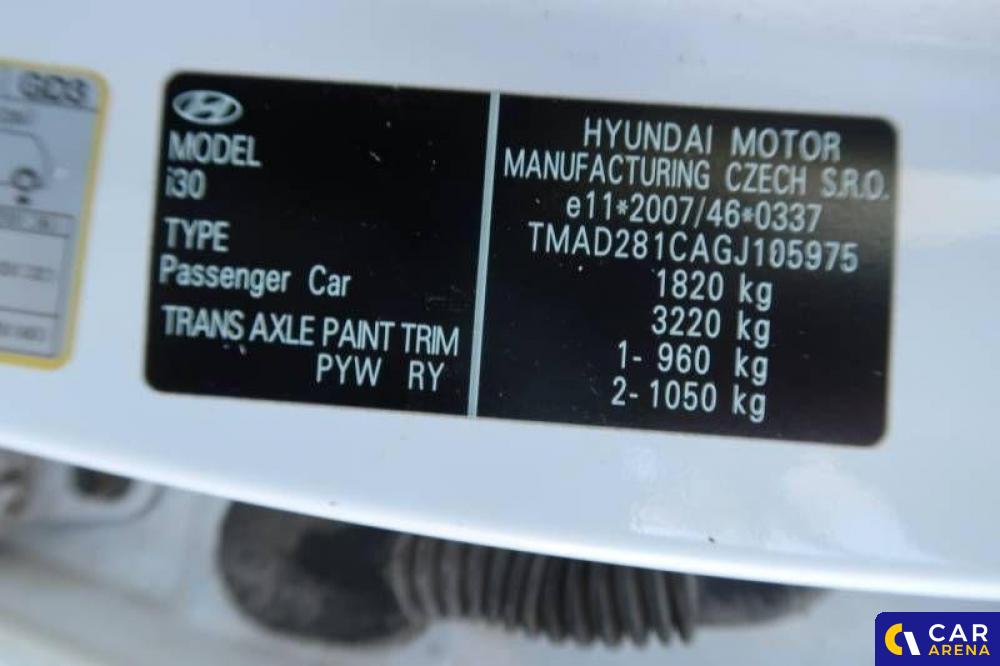 GDS
MODEL
i30
TYPE
Passenger Car
TRANS AXLE PAINT TRIM
PYW RY
HYUNDAI MOTOR
MANUFACTURING CZECH S.R.O.
e11*2007/46*0337
TMAD281CAGJ105975
1820 kg
3220 kg
1- 960 kg
2- 1050 kg
CAR
ARENA